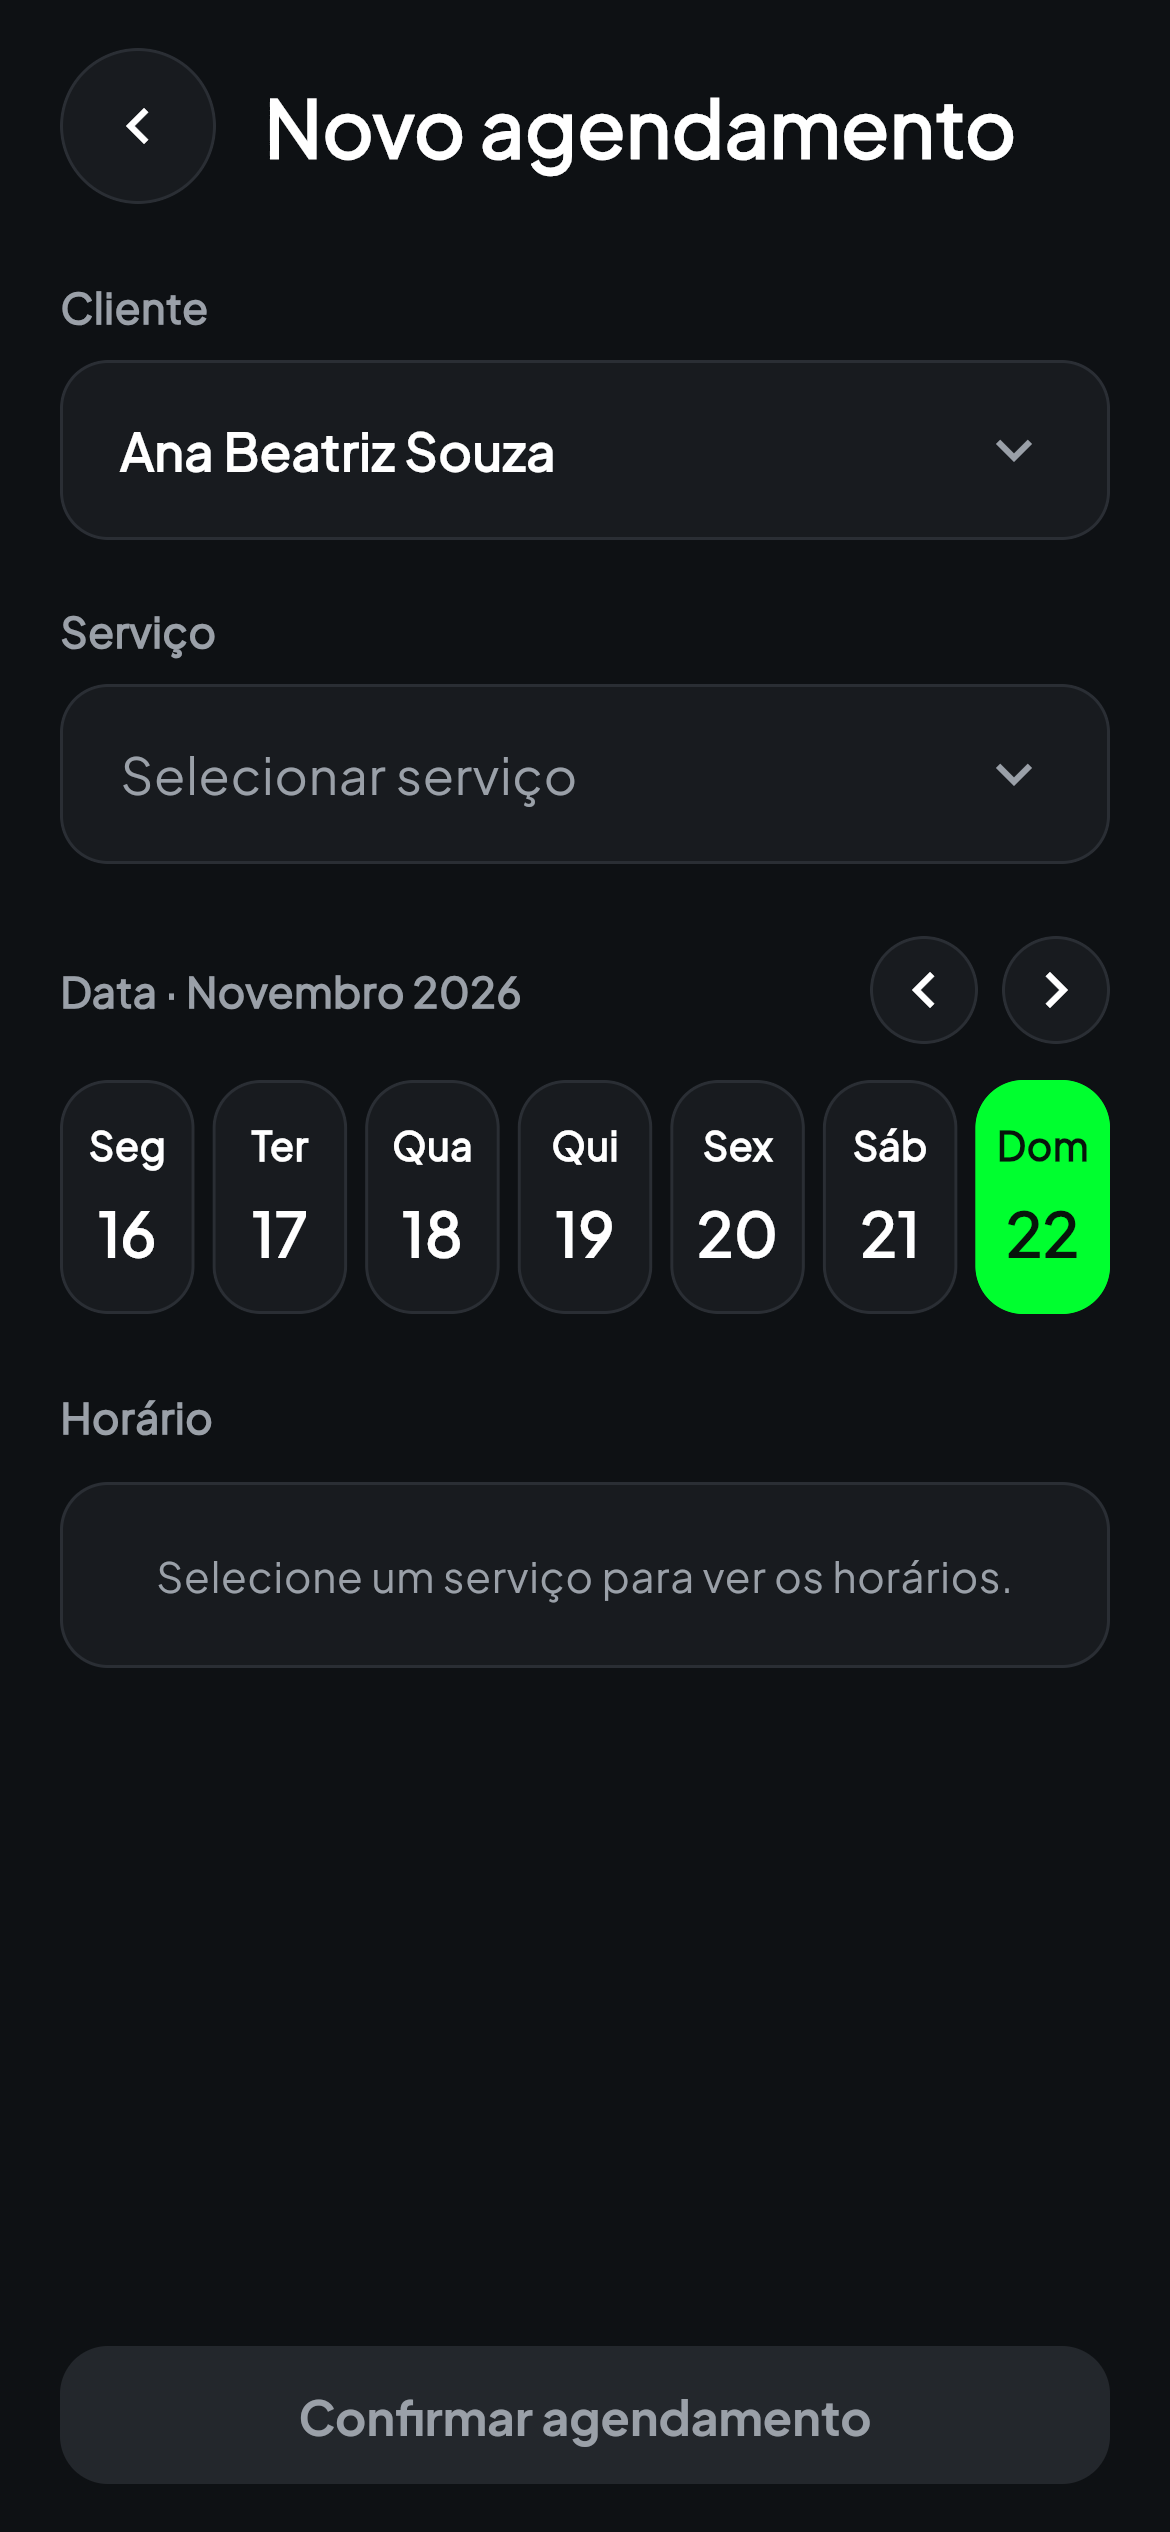 Novo agendamento
Cliente
Ana Beatriz Souza
Serviço
Selecionar serviço
Data · Novembro 2026
Seg Ter Qua Qui Sex Sáb Dom
16 17 18 19 20 21 22
Horário
Selecione um serviço para ver os horários.
Confirmar agendamento